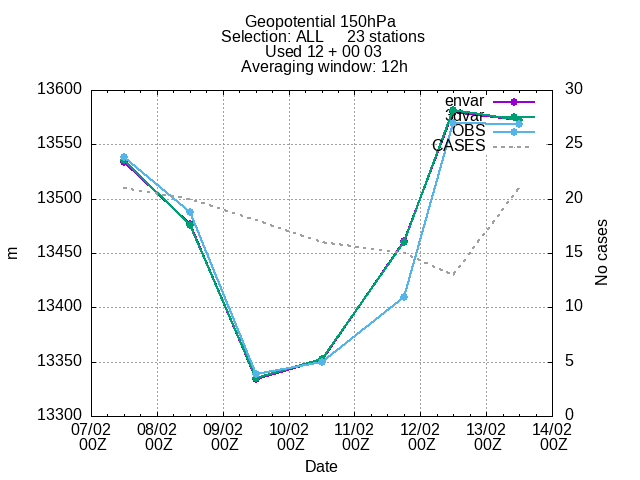 Geopotential 150hPa
Selection: ALL 23 stations
Used 12 + 00 03
Averaging window: 12h
13600
13550
13500
13450
13400
13350
13300
m
30
25
20
15
10
5
0
No cases
envar
3dvar
OBS
CASES
07/02 08/02 09/02 10/02 11/02 12/02 13/02 14/02
00Z 00Z 00Z 00Z 00Z 00Z 00Z 00Z
Date